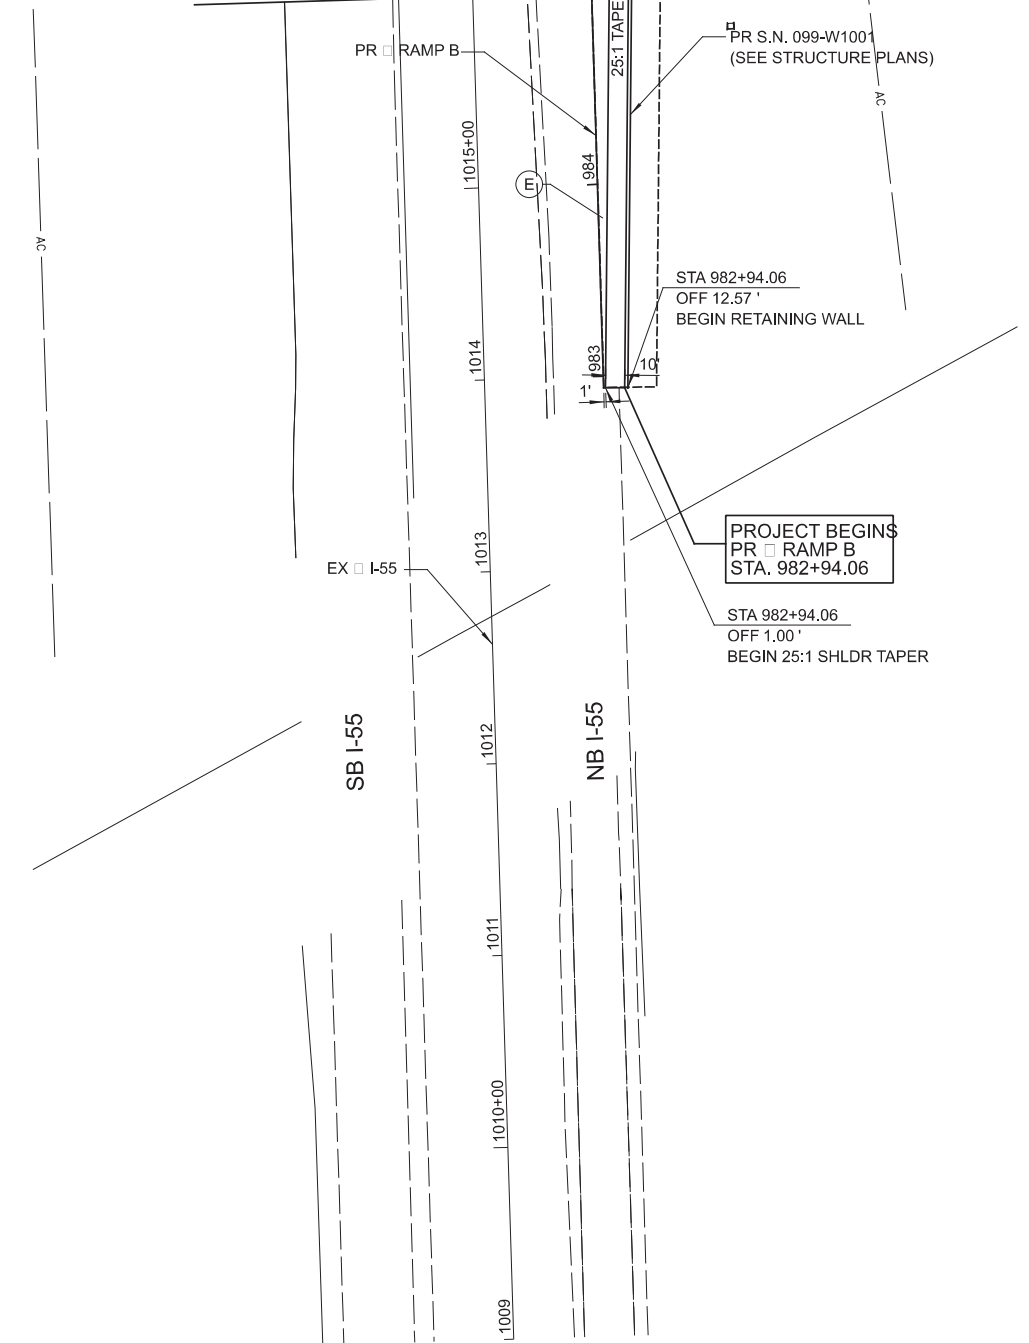 25:1 TAPE
PR S.N. 099-W1001
(SEE STRUCTURE PLANS)
PR □ RAMP B
AC
1015+00
984
E
AC
STA 982+94.06
OFF 12.57 '
BEGIN RETAINING WALL
1014
983
10'
1'
PROJECT BEGINS
PR □ RAMP B
STA. 982+94.06
1013
EX □ I-55
STA 982+94.06
OFF 1.00 '
BEGIN 25:1 SHLDR TAPER
SB I-55
1012
NB I-55
1011
1010+00
1009